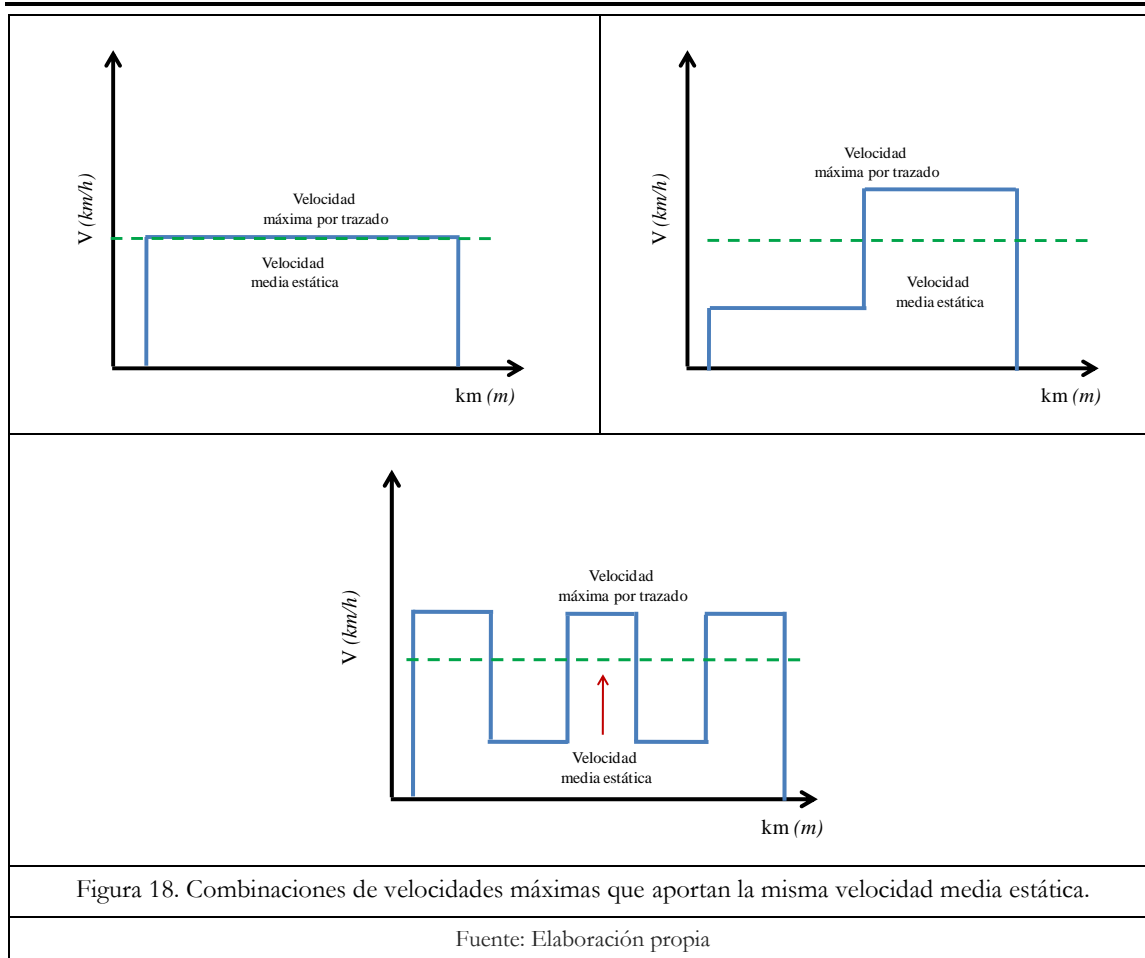 V (km/h)
Velocidad
máxima por trazado
Velocidad
media estática
km (m)
V (km/h)
Velocidad
máxima por trazado
Velocidad
media estática
km (m)
V (km/h)
Velocidad
máxima por trazado
Velocidad
media estática
km (m)
Figura 18. Combinaciones de velocidades máximas que aportan la misma velocidad media estática.
Fuente: Elaboración propia